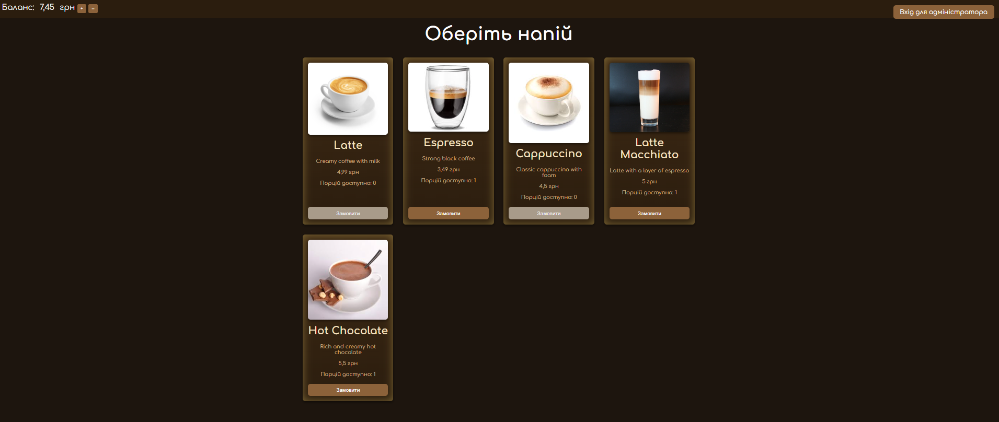 Баланс: 7,45 грн + −
Вхід для адміністратора
Оберіть напій
Latte
Creamy coffee with milk
4,99 грн
Порцій доступно: 0
Замовити
Espresso
Strong black coffee
3,49 грн
Порцій доступно: 1
Замовити
Cappuccino
Classic cappuccino with
foam
4,5 грн
Порцій доступно: 0
Замовити
Latte
Macchiato
Latte with a layer of espresso
5 грн
Порцій доступно: 1
Замовити
Hot Chocolate
Rich and creamy hot
chocolate
5,5 грн
Порцій доступно: 1
Замовити